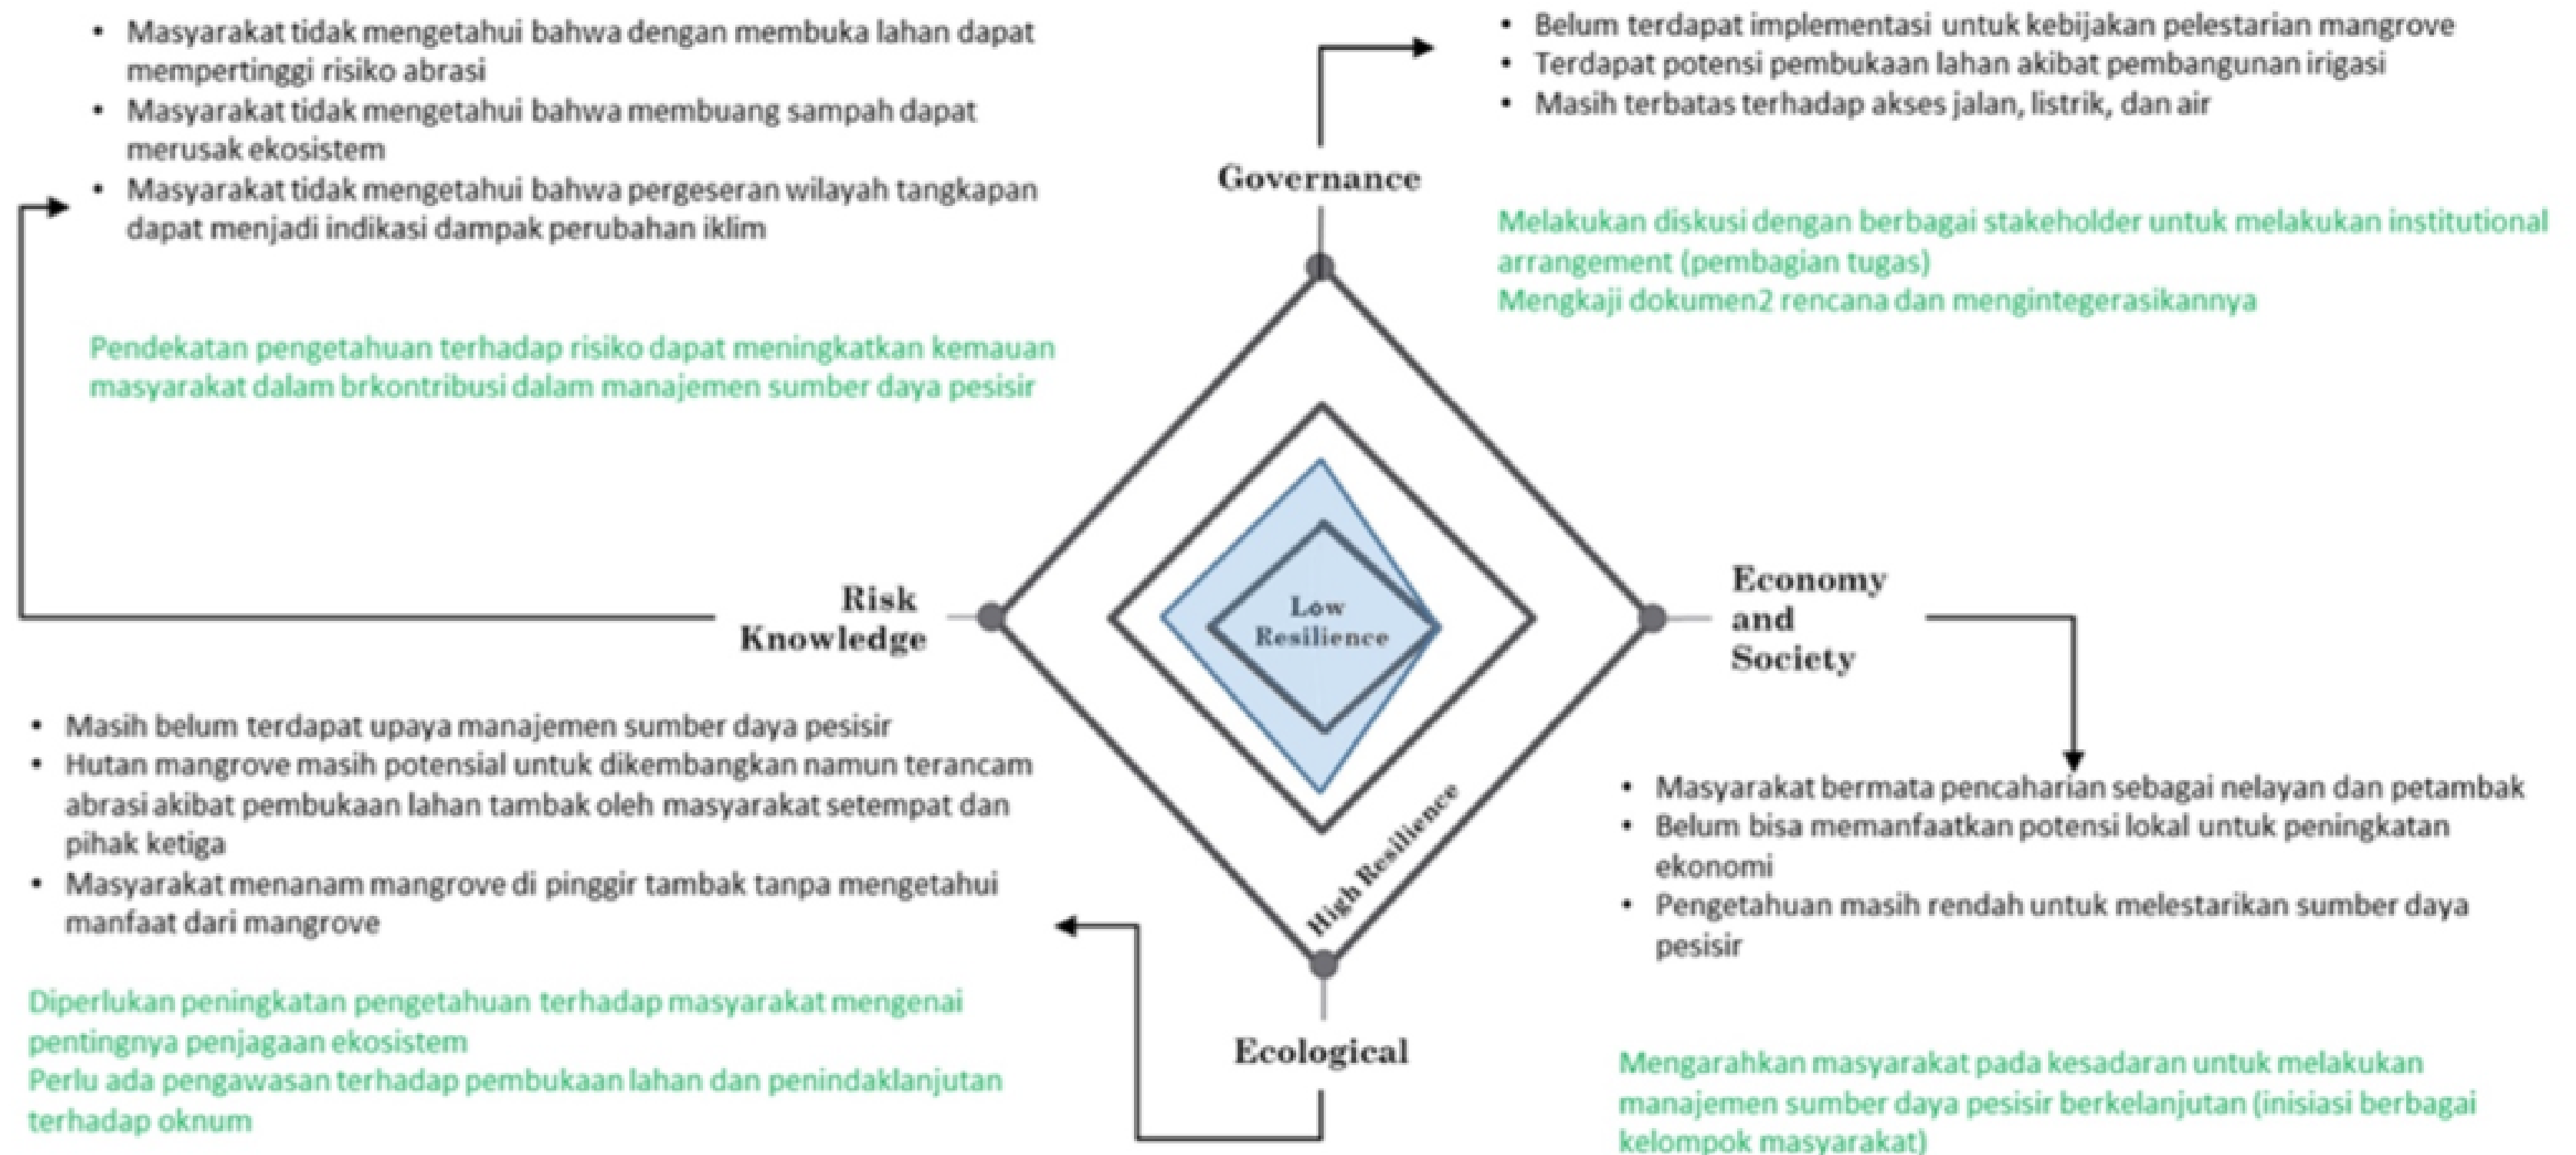 • Masyarakat tidak mengetahui bahwa dengan membuka lahan dapat
mempertinggi risiko abrasi
• Masyarakat tidak mengetahui bahwa membuang sampah dapat
merusak ekosistem
• Masyarakat tidak mengetahui bahwa pergeseran wilayah tangkapan
dapat menjadi indikasi dampak perubahan iklim
Pendekatan pengetahuan terhadap risiko dapat meningkatkan kemauan
masyarakat dalam brkontribusi dalam manajemen sumber daya pesisir
• Belum terdapat implementasi untuk kebijakan pelestarian mangrove
• Terdapat potensi pembukaan lahan akibat pembangunan irigasi
• Masih terbatas terhadap akses jalan, listrik, dan air
Governance
Melakukan diskusi dengan berbagai stakeholder untuk melakukan institutional
arrangement (pembagian tugas)
Mengkaji dokumen2 rencana dan mengintegerasikannya
Risk
Knowledge
Low
Resilience
Economy
and
Society
High Resilience
• Masih belum terdapat upaya manajemen sumber daya pesisir
• Hutan mangrove masih potensial untuk dikembangkan namun terancam
abrasi akibat pembukaan lahan tambak oleh masyarakat setempat dan
pihak ketiga
• Masyarakat menanam mangrove di pinggir tambak tanpa mengetahui
manfaat dari mangrove
Diperlukan peningkatan pengetahuan terhadap masyarakat mengenai
pentingnya penjagaan ekosistem
Perlu ada pengawasan terhadap pembukaan lahan dan penindaklanjutan
terhadap oknum
Ecological
• Masyarakat bermata pencaharian sebagai nelayan dan petambak
• Belum bisa memanfaatkan potensi lokal untuk peningkatan
ekonomi
• Pengetahuan masih rendah untuk melestarikan sumber daya
pesisir
Mengarahkan masyarakat pada kesadaran untuk melakukan
manajemen sumber daya pesisir berkelanjutan (inisiasi berbagai
kelompok masyarakat)